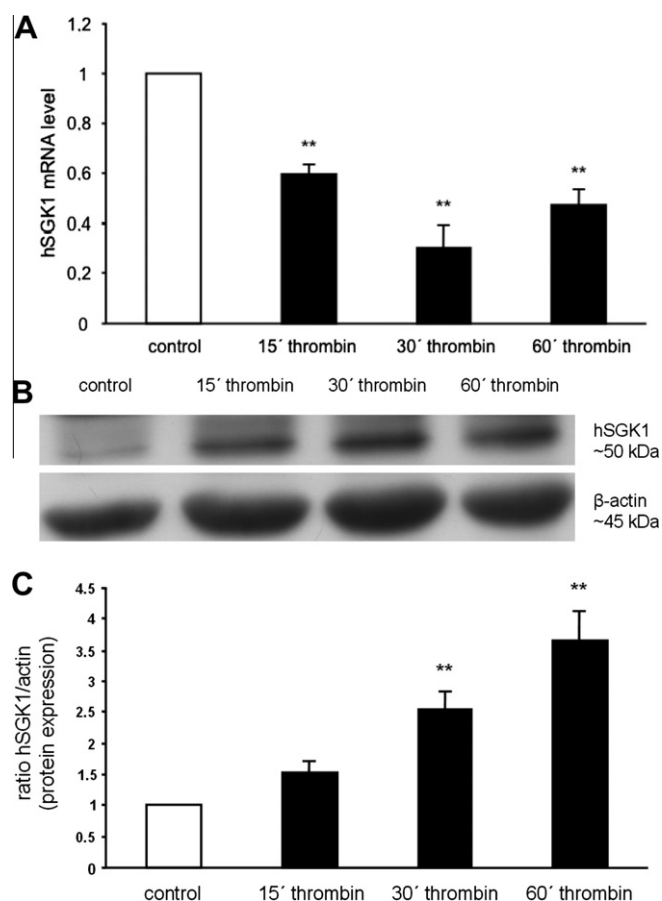 A
hSGK1 mRNA level
1.2
1
0.8
0.6
0.4
0.2
0
**
**
**
control 15´ thrombin 30´ thrombin 60´ thrombin
B
control 15´ thrombin 30´ thrombin 60´ thrombin
hSGK1
~50 kDa
β-actin
~45 kDa
C
ratio hSGK1/actin
(protein expression)
4.5
4
3.5
3
2.5
2
1.5
1
0.5
0
**
**
control 15´ thrombin 30´ thrombin 60´ thrombin